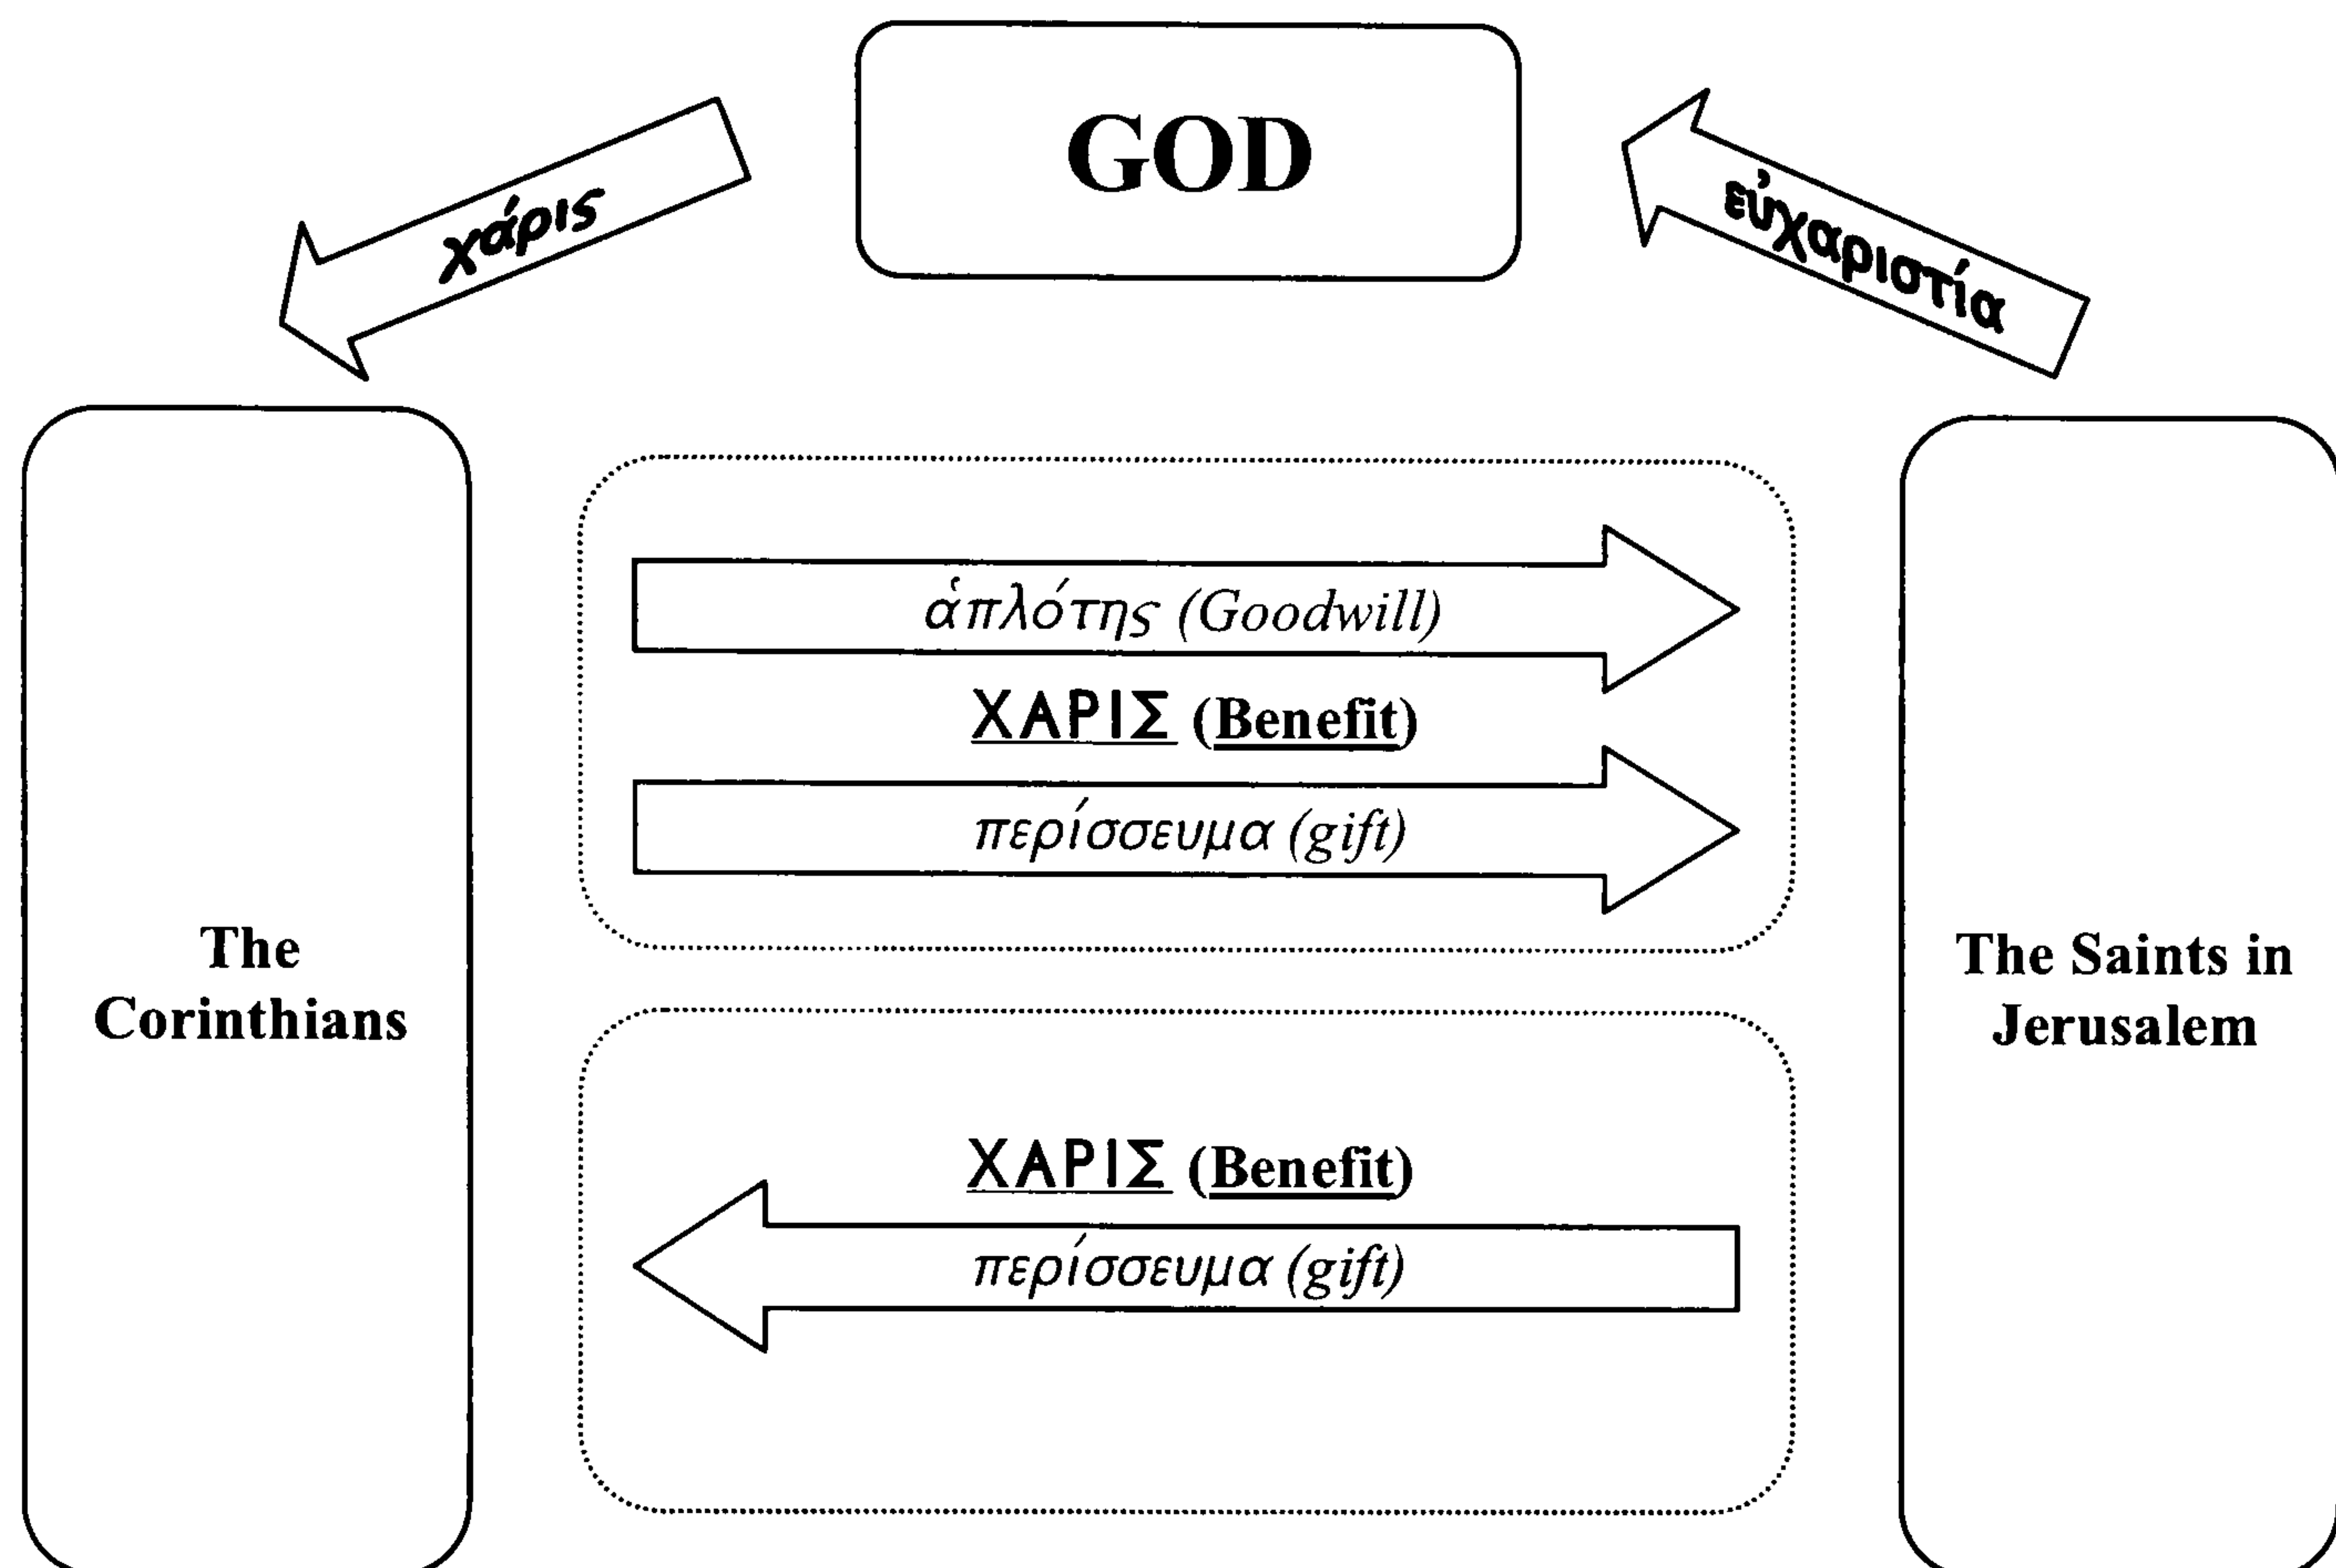 GOD
χάρις
εὐχαριστία
ἁπλότης (Goodwill)
ΧΑΡΙΣ (Benefit)
περίσσευμα (gift)
The
Corinthians
The Saints in
Jerusalem
ΧΑΡΙΣ (Benefit)
περίσσευμα (gift)